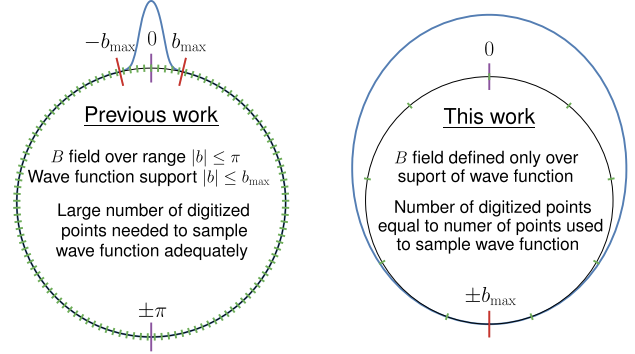 −b_max 0 b_max
Previous work
B field over range |b| ≤ π
Wave function support |b| ≤ b_max
Large number of digitized
points needed to sample
wave function adequately
±π
0
This work
B field defined only over
suport of wave function
Number of digitized points
equal to numer of points used
to sample wave function
±b_max